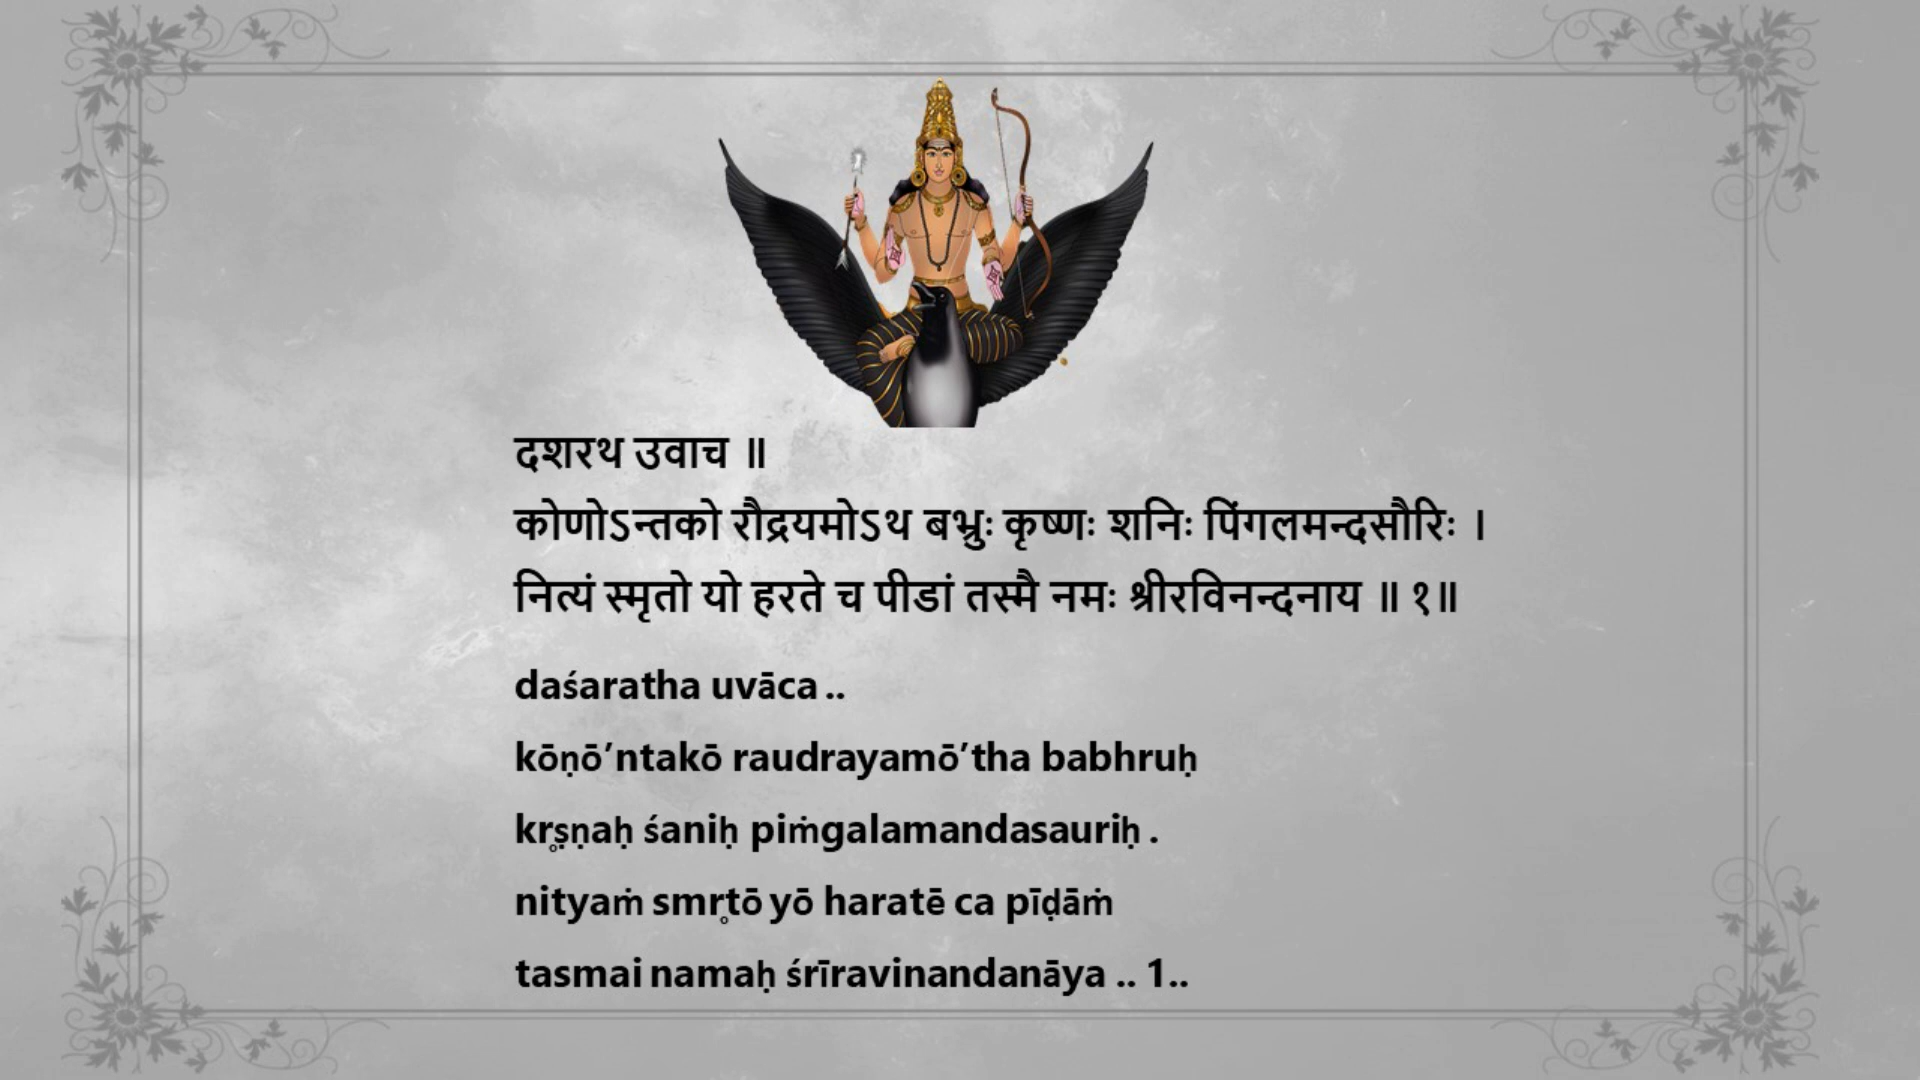 दशरथ उवाच ॥
कोणोऽन्तको रौद्रयमोऽथ बभ्रुः कृष्णः शनिः पिंगलमन्दसौरिः ।
नित्यं स्मृतो यो हरते च पीडां तस्मै नमः श्रीरविनन्दनाय ॥ १॥
daśaratha uvāca ..
kōṇō’ntakō raudrayamō’tha babhruḥ
kr̥ṣṇaḥ śaniḥ piṁgalamandasauriḥ .
nityaṁ smr̥tō yō haratē ca pīḍāṁ
tasmai namaḥ śrīravinandanāya .. 1..